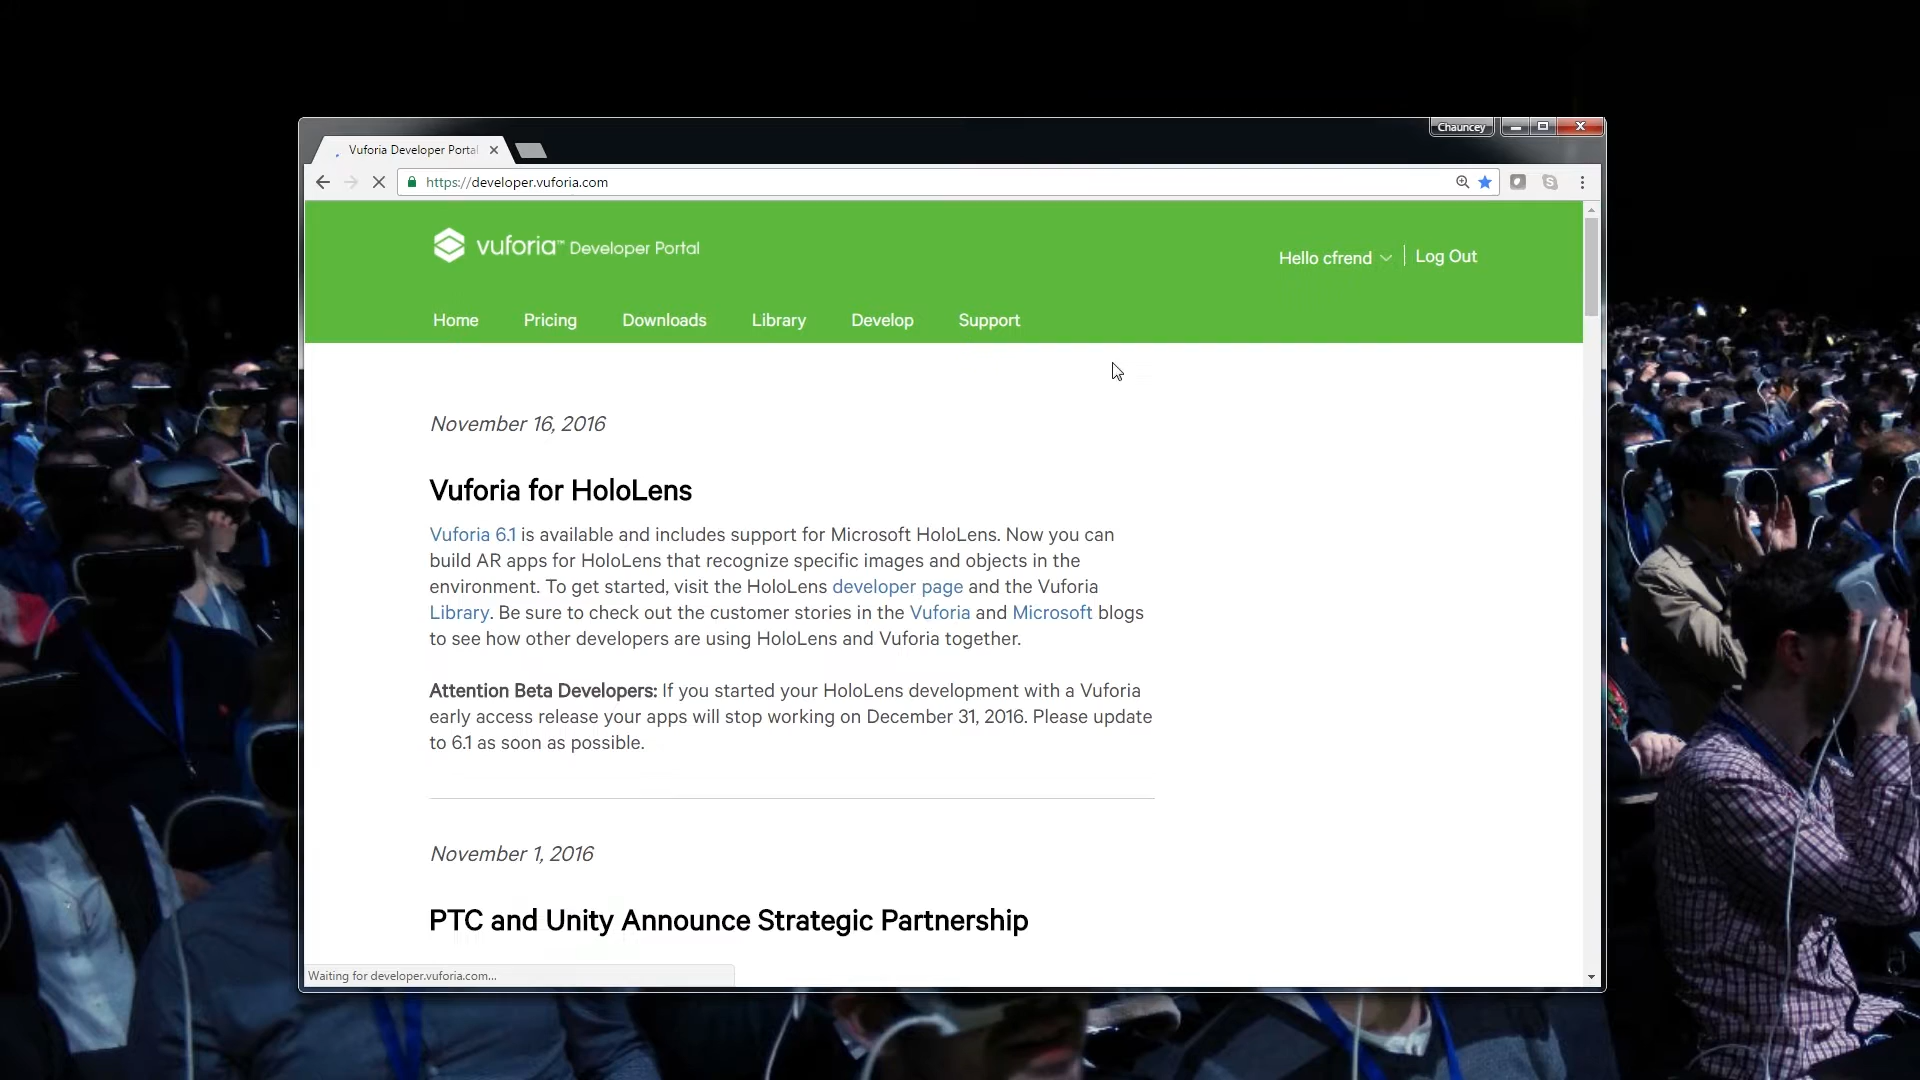 Chauncey
Vuforia Developer Portal
https://developer.vuforia.com
vuforia™ Developer Portal
Hello cfrend
Log Out
Home Pricing Downloads Library Develop Support
November 16, 2016
Vuforia for HoloLens
Vuforia 6.1 is available and includes support for Microsoft HoloLens. Now you can
build AR apps for HoloLens that recognize specific images and objects in the
environment. To get started, visit the HoloLens developer page and the Vuforia
Library. Be sure to check out the customer stories in the Vuforia and Microsoft blogs
to see how other developers are using HoloLens and Vuforia together.
Attention Beta Developers: If you started your HoloLens development with a Vuforia
early access release your apps will stop working on December 31, 2016. Please update
to 6.1 as soon as possible.
November 1, 2016
PTC and Unity Announce Strategic Partnership
Waiting for developer.vuforia.com...